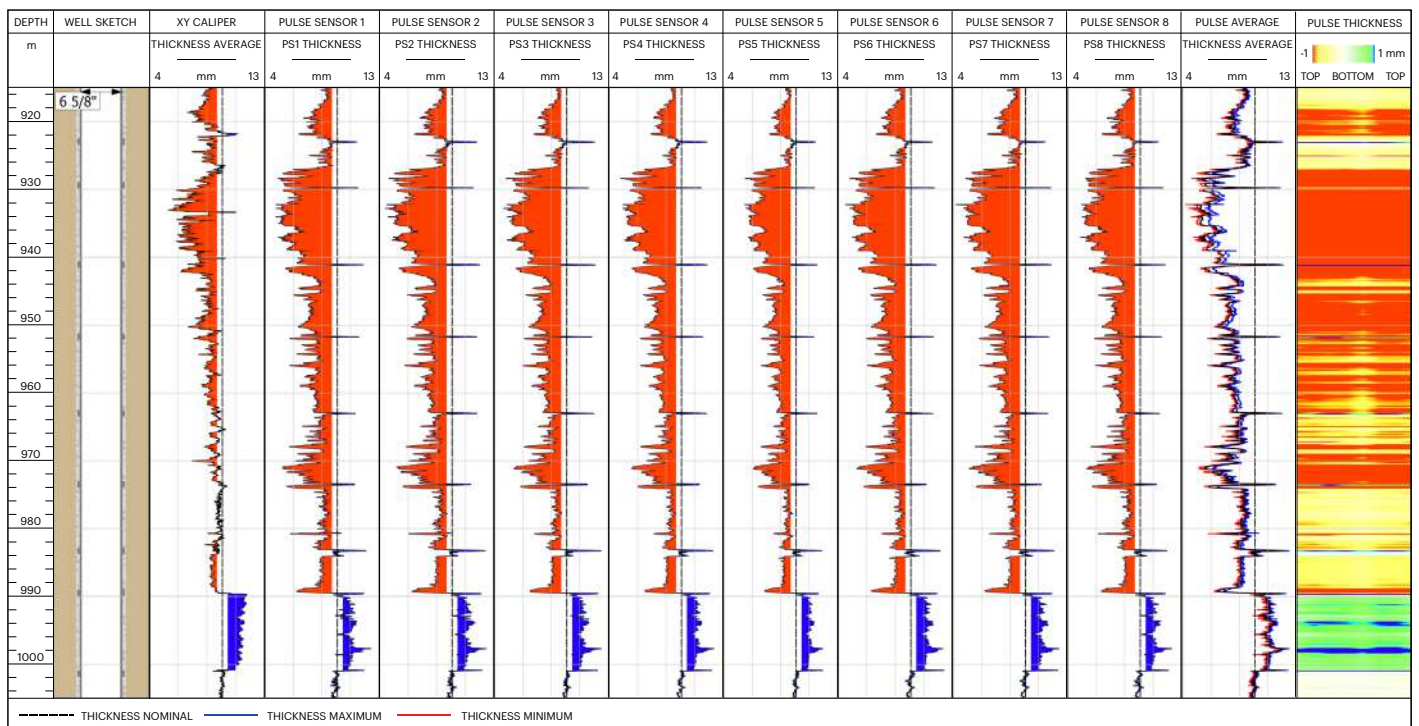 DEPTH WELL SKETCH XY CALIPER PULSE SENSOR 1 PULSE SENSOR 2 PULSE SENSOR 3 PULSE SENSOR 4 PULSE SENSOR 5 PULSE SENSOR 6 PULSE SENSOR 7 PULSE SENSOR 8 PULSE AVERAGE PULSE THICKNESS
m THICKNESS AVERAGE PS1 THICKNESS PS2 THICKNESS PS3 THICKNESS PS4 THICKNESS PS5 THICKNESS PS6 THICKNESS PS7 THICKNESS PS8 THICKNESS THICKNESS AVERAGE
-1 1 mm
4 mm 13 4 mm 13 4 mm 13 4 mm 13 4 mm 13 4 mm 13 4 mm 13 4 mm 13 4 mm 13 4 mm 13 TOP BOTTOM TOP
6 5/8"
920
930
940
950
960
970
980
990
1000
THICKNESS NOMINAL THICKNESS MAXIMUM THICKNESS MINIMUM